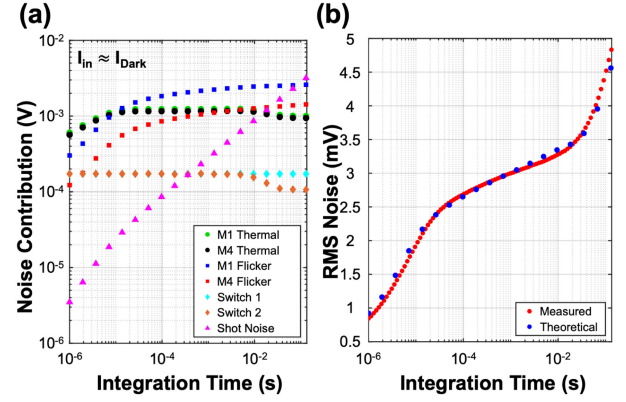 (a)
I_in ≈ I_Dark
Noise Contribution (V)
10^-2
10^-3
10^-4
10^-5
10^-6
M1 Thermal
M4 Thermal
M1 Flicker
M4 Flicker
Switch 1
Switch 2
Shot Noise
10^-6
10^-4
10^-2
Integration Time (s)
(b)
RMS Noise (mV)
5
4.5
4
3.5
3
2.5
2
1.5
1
0.5
Measured
Theoretical
10^-6
10^-4
10^-2
Integration Time (s)